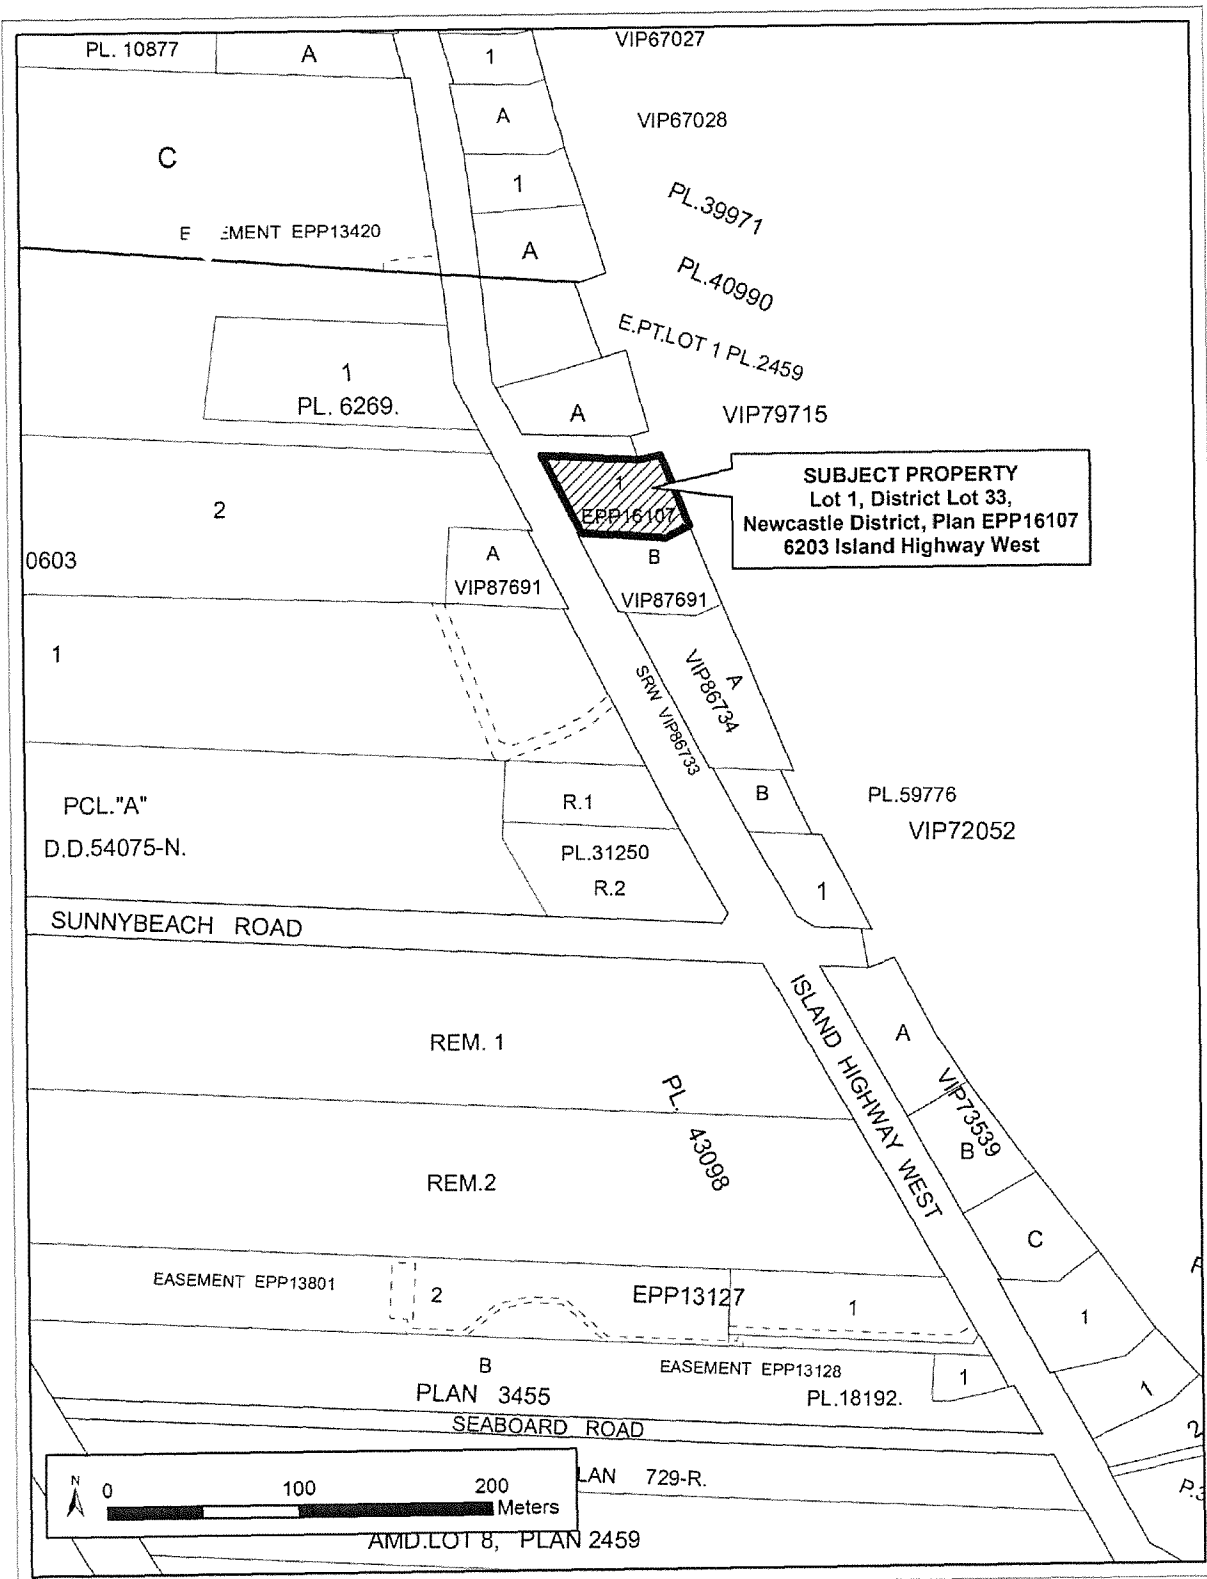 PL. 10877
A
1
VIP67027
A
VIP67028
C
1
PL.39971
EMENT EPP13420
A
PL.40990
E.PT.LOT 1 PL.2459
1
PL. 6269.
A
VIP79715
1
EPP16107
SUBJECT PROPERTY
Lot 1, District Lot 33,
Newcastle District, Plan EPP16107
6203 Island Highway West
2
0603
A
VIP87691
B
VIP87691
1
A
VIP86734
SRW VIP86733
PCL."A"
D.D.54075-N.
R.1
B
PL.59776
VIP72052
PL.31250
R.2
1
SUNNYBEACH ROAD
ISLAND HIGHWAY WEST
REM. 1
A
PL. 43098
VIP73539
B
REM.2
C
EASEMENT EPP13801
2
EPP13127
1
1
B
EASEMENT EPP13128
1
PLAN 3455
PL.18192.
1
SEABOARD ROAD
2
LAN 729-R.
N
0 100 200
Meters
AMD.LOT 8, PLAN 2459